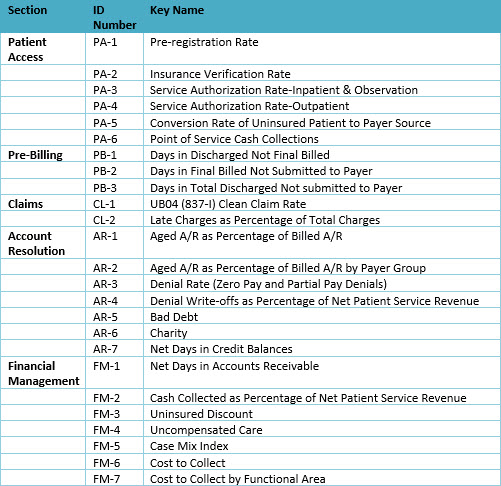 Section ID Number Key Name
Patient Access PA-1 Pre-registration Rate
PA-2 Insurance Verification Rate
PA-3 Service Authorization Rate-Inpatient & Observation
PA-4 Service Authorization Rate-Outpatient
PA-5 Conversion Rate of Uninsured Patient to Payer Source
PA-6 Point of Service Cash Collections
Pre-Billing PB-1 Days in Discharged Not Final Billed
PB-2 Days in Final Billed Not Submitted to Payer
PB-3 Days in Total Discharged Not submitted to Payer
Claims CL-1 UB04 (837-I) Clean Claim Rate
CL-2 Late Charges as Percentage of Total Charges
Account Resolution AR-1 Aged A/R as Percentage of Billed A/R
AR-2 Aged A/R as Percentage of Billed A/R by Payer Group
AR-3 Denial Rate (Zero Pay and Partial Pay Denials)
AR-4 Denial Write-offs as Percentage of Net Patient Service Revenue
AR-5 Bad Debt
AR-6 Charity
AR-7 Net Days in Credit Balances
Financial Management FM-1 Net Days in Accounts Receivable
FM-2 Cash Collected as Percentage of Net Patient Service Revenue
FM-3 Uninsured Discount
FM-4 Uncompensated Care
FM-5 Case Mix Index
FM-6 Cost to Collect
FM-7 Cost to Collect by Functional Area